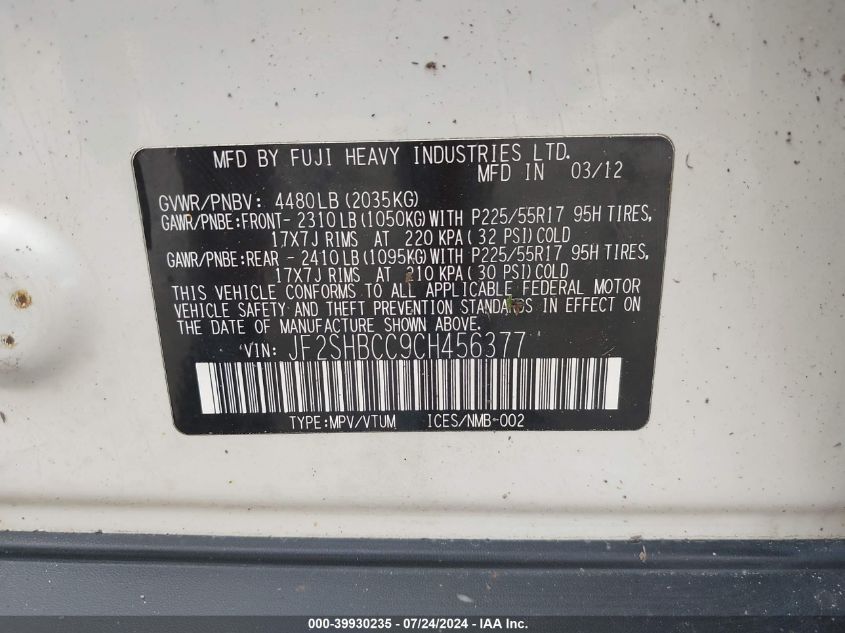 MFD BY FUJI HEAVY INDUSTRIES LTD.
MFD IN 03/12
GVWR/PNBV: 4480LB(2035KG)
GAWR/PNBE:FRONT- 2310LB(1050KG)WITH P225/55R17 95H TIRES,
17X7J RIMS AT 220 KPA( 32 PSI)COLD
GAWR/PNBE:REAR - 2410LB(1095KG)WITH P225/55R17 95H TIRES,
17X7J RIMS AT 210 KPA( 30 PSI)COLD
THIS VEHICLE CONFORMS TO ALL APPLICABLE FEDERAL MOTOR
VEHICLE SAFETY AND THEFT PREVENTION STANDARDS IN EFFECT ON
THE DATE OF MANUFACTURE SHOWN ABOVE.
VIN: JF2SHBCC9CH456377
TYPE:MPV/VTUM ICES/NMB-002
000-39930235 - 07/24/2024 - IAA Inc.